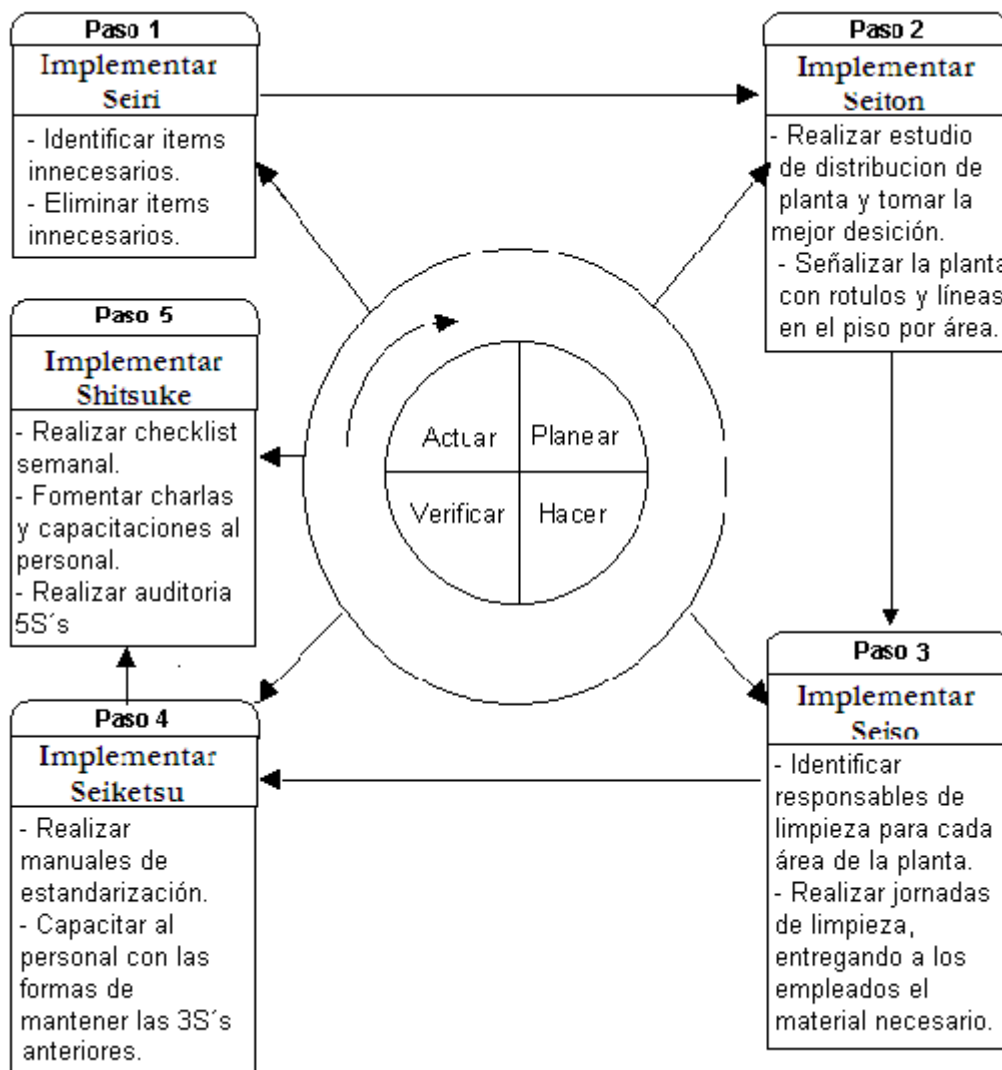 Paso 1
Implementar
Seiri
- Identificar items
innecesarios.
- Eliminar items
innecesarios.
Paso 2
Implementar
Seiton
- Realizar estudio
de distribucion de
planta y tomar la
mejor desición.
- Señalizar la planta
con rotulos y líneas
en el piso por área.
Actuar
Planear
Verificar
Hacer
Paso 3
Implementar
Seiso
- Identificar
responsables de
limpieza para cada
área de la planta.
- Realizar jornadas
de limpieza,
entregando a los
empleados el
material necesario.
Paso 4
Implementar
Seiketsu
- Realizar
manuales de
estandarización.
- Capacitar al
personal con las
formas de
mantener las 3S´s
anteriores.
Paso 5
Implementar
Shitsuke
- Realizar checklist
semanal.
- Fomentar charlas
y capacitaciones al
personal.
- Realizar auditoria
5S´s